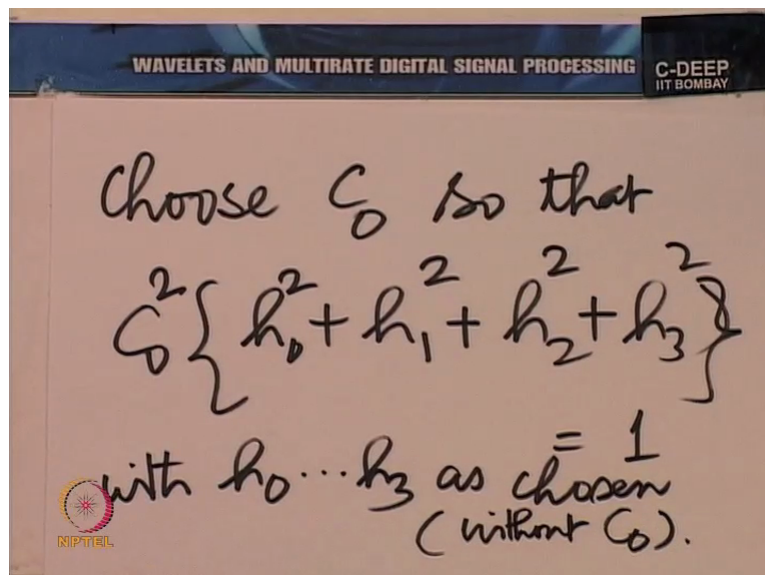 WAVELETS AND MULTIRATE DIGITAL SIGNAL PROCESSING
C-DEEP
IIT BOMBAY
Choose C₀ so that
C₀² { h₀² + h₁² + h₂² + h₃² }
= 1
with h₀ ... h₃ as chosen
(without C₀).
NPTEL